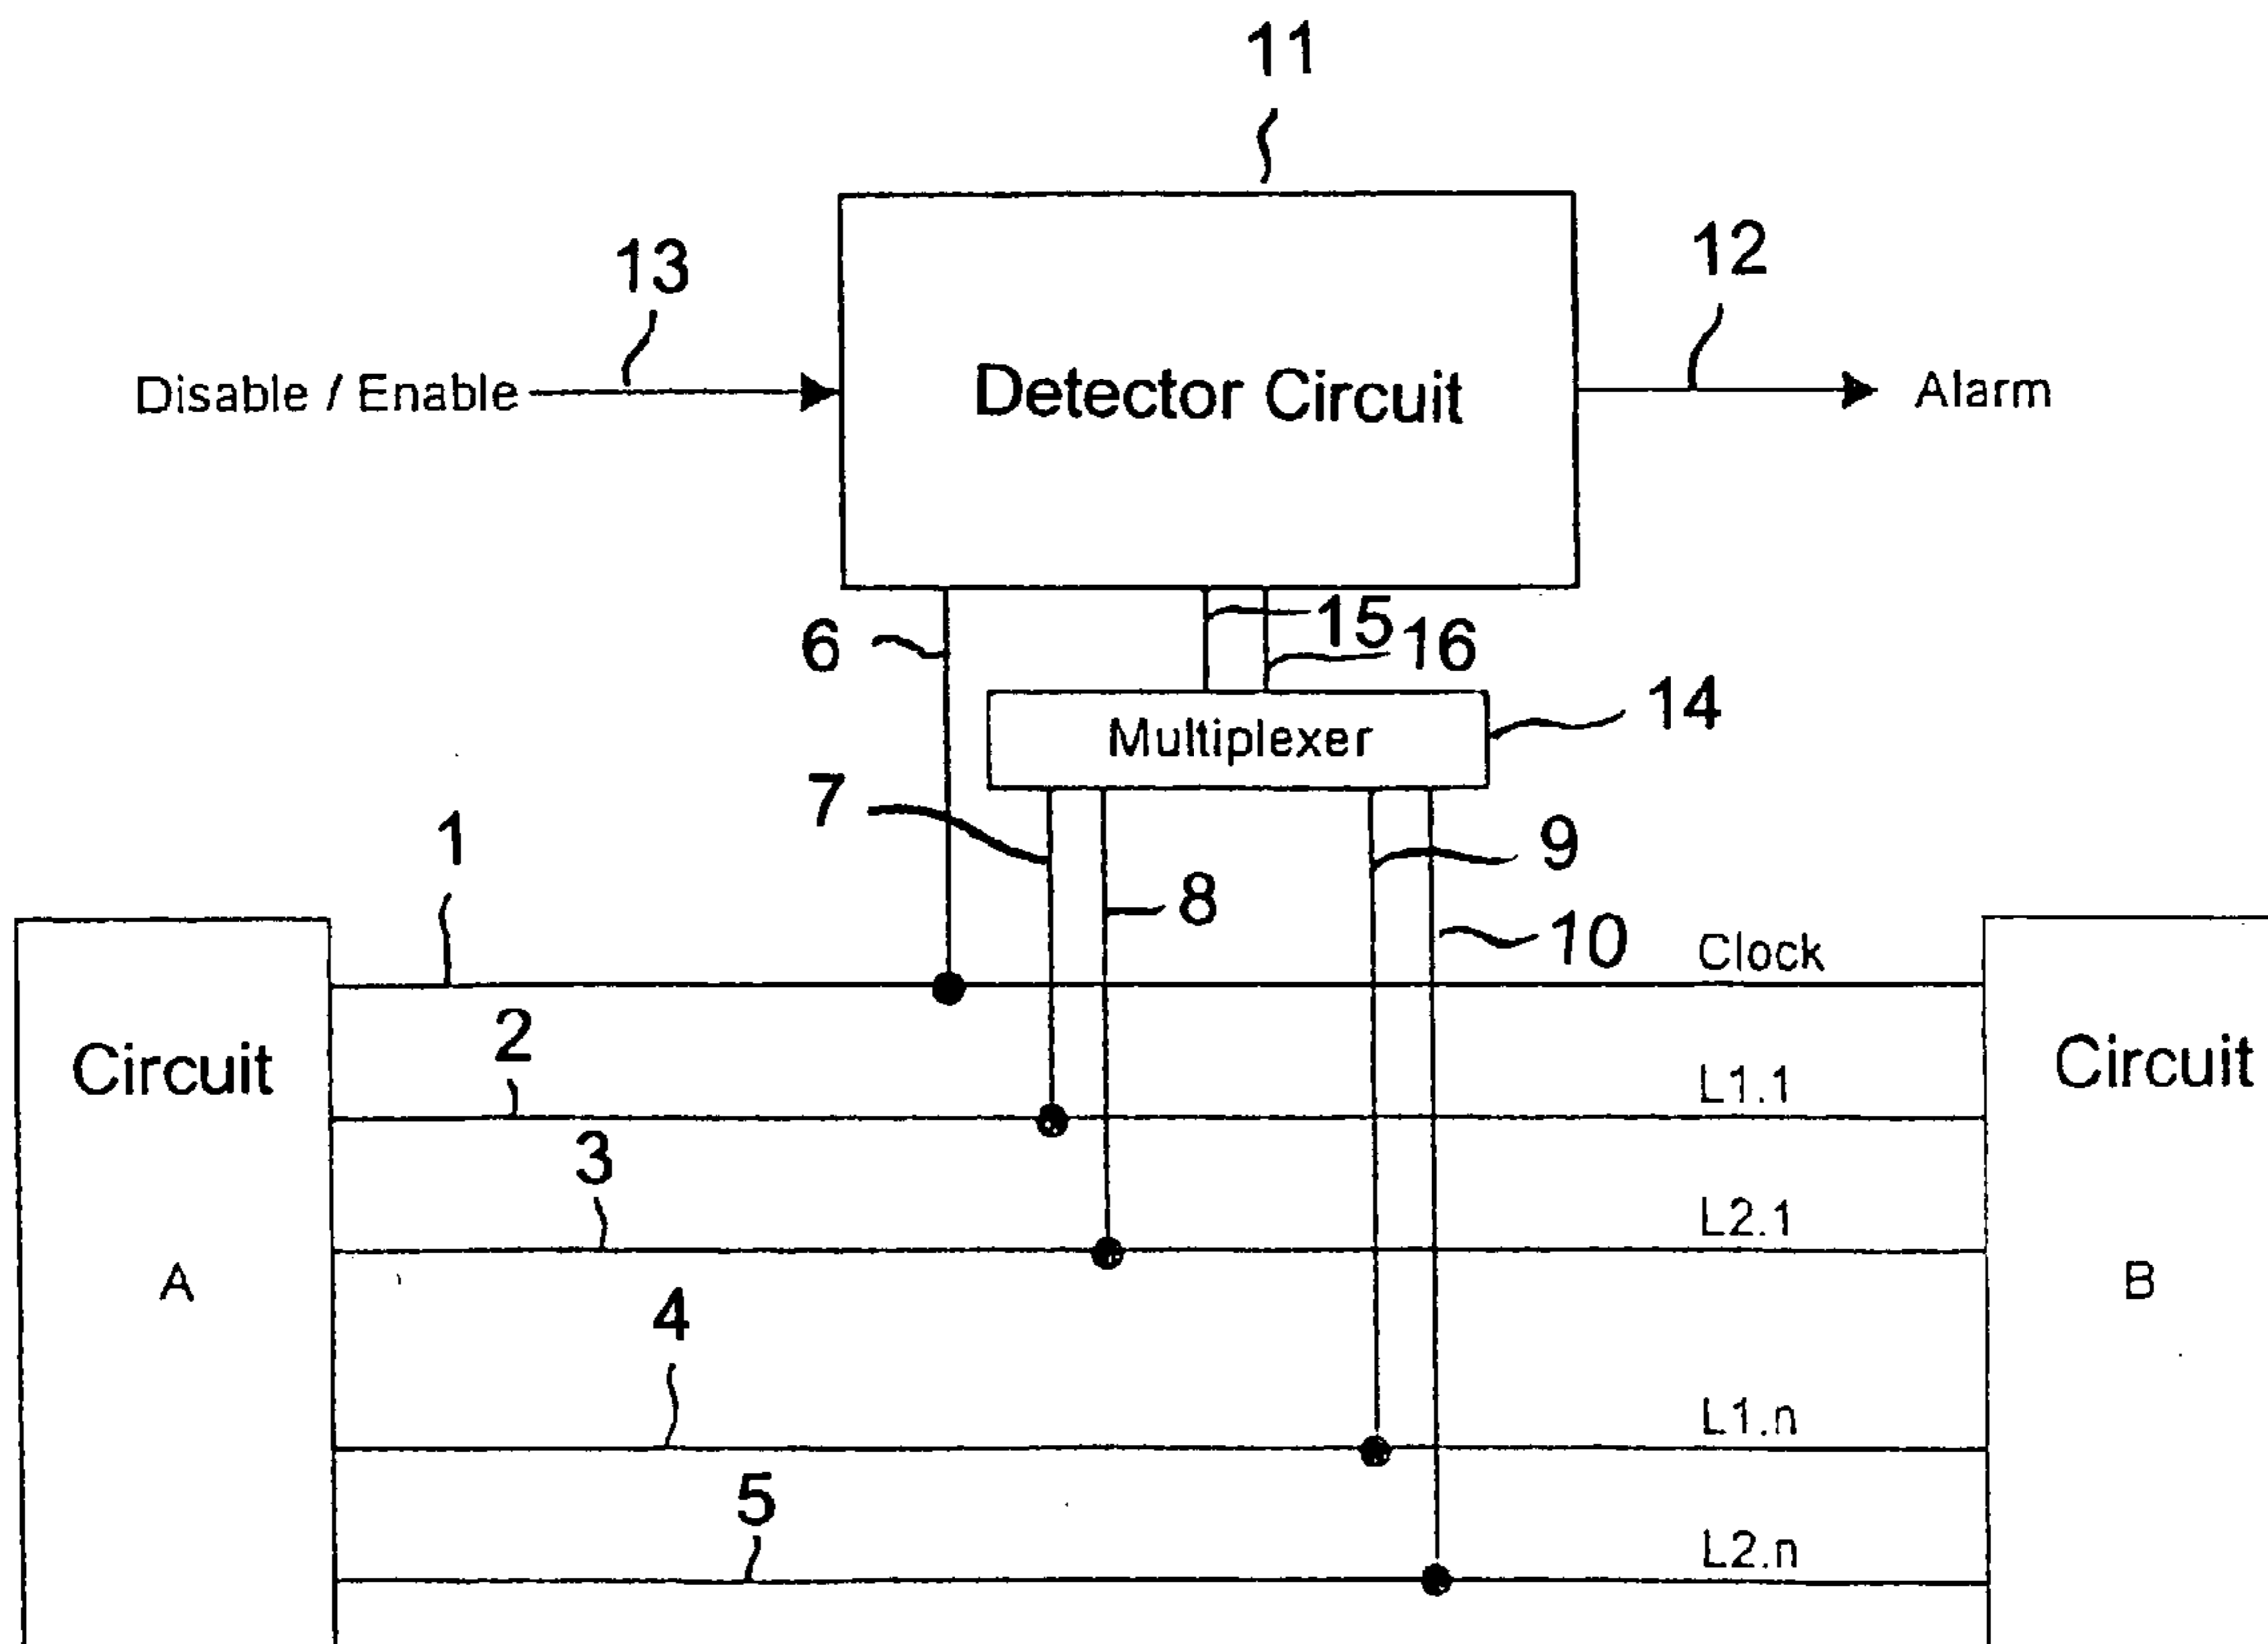 11
13
12
Disable / Enable
Detector Circuit
Alarm
15
6
16
14
Multiplexer
7
1
9
8
10
Clock
Circuit
2
Circuit
L1.1
3
L2.1
A
B
4
L1.n
5
L2.n